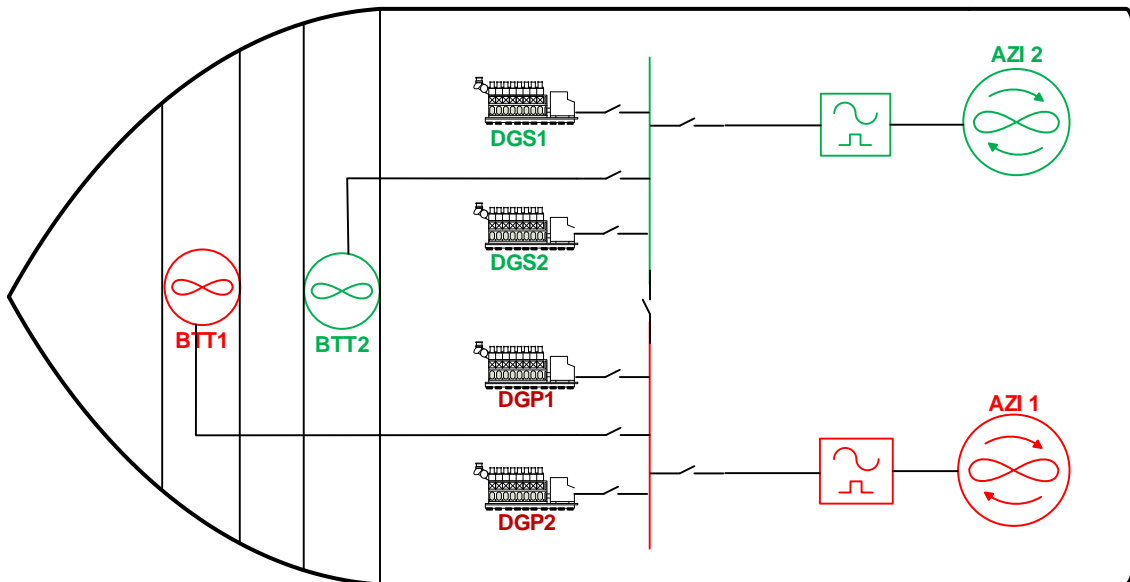 AZI 2
DGS1
DGS2
BTT1
BTT2
DGP1
AZI 1
DGP2